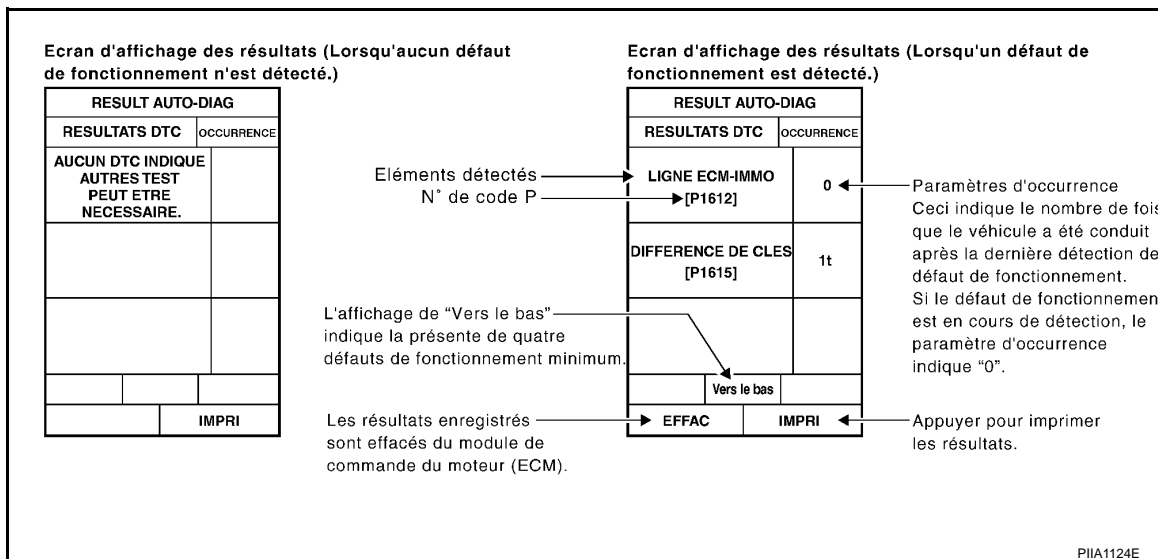 Ecran d'affichage des résultats (Lorsqu'aucun défaut
de fonctionnement n'est détecté.)
RESULT AUTO-DIAG
RESULTATS DTC
OCCURRENCE
AUCUN DTC INDIQUE
AUTRES TEST
PEUT ETRE
NECESSAIRE.
IMPRI
Ecran d'affichage des résultats (Lorsqu'un défaut de
fonctionnement est détecté.)
RESULT AUTO-DIAG
RESULTATS DTC
OCCURRENCE
Eléments détectés
N° de code P
LIGNE ECM-IMMO
[P1612]
0
DIFFERENCE DE CLES
[P1615]
1t
Paramètres d'occurrence
Ceci indique le nombre de fois
que le véhicule a été conduit
après la dernière détection de
défaut de fonctionnement.
Si le défaut de fonctionnemen
est en cours de détection, le
paramètre d'occurrence
indique “0”.
L'affichage de “Vers le bas”
indique la présente de quatre
défauts de fonctionnement minimum.
Vers le bas
Les résultats enregistrés
sont effacés du module de
commande du moteur (ECM).
EFFAC
IMPRI
Appuyer pour imprimer
les résultats.
PIIA1124E